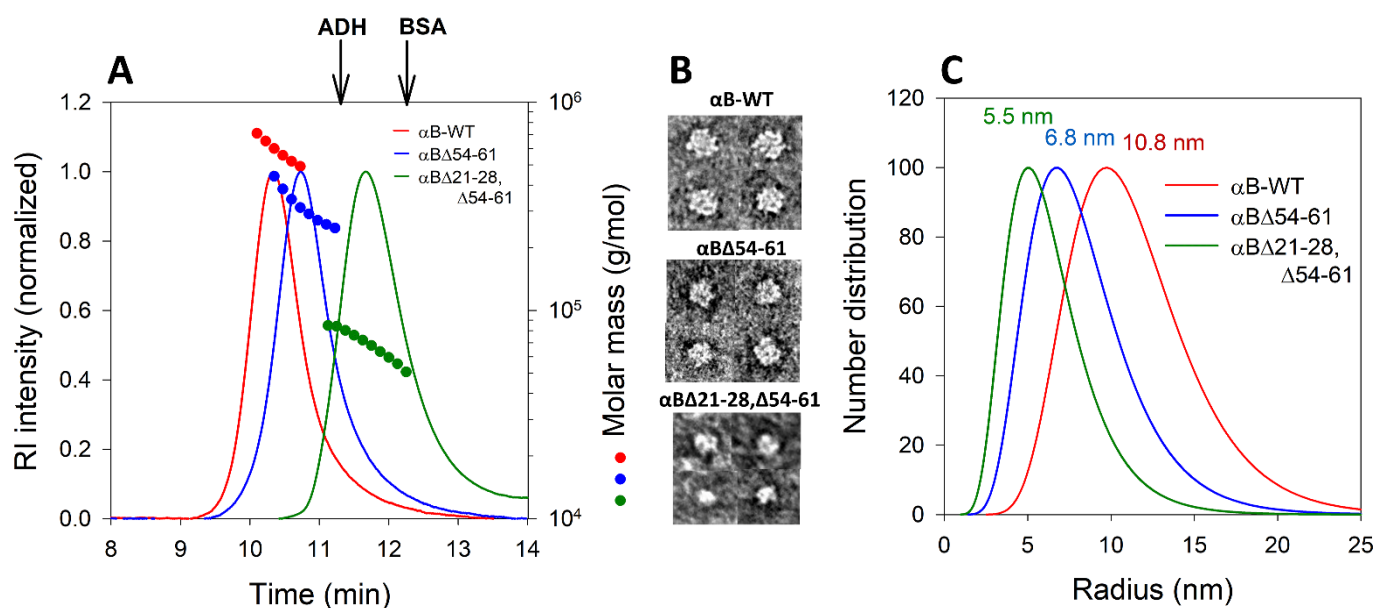 ADH BSA
A
1.2
1.0
0.8
0.6
0.4
0.2
0.0
8 9 10 11 12 13 14
Time (min)
RI intensity (normalized)
αB-WT
αBΔ54-61
αBΔ21-28,
Δ54-61
10⁶
10⁵
10⁴
Molar mass (g/mol)
B
αB-WT
αBΔ54-61
αBΔ21-28,Δ54-61
C
120
100
80
60
40
20
0
0 5 10 15 20 25
Radius (nm)
Number distribution
5.5 nm
6.8 nm
10.8 nm
αB-WT
αBΔ54-61
αBΔ21-28,
Δ54-61